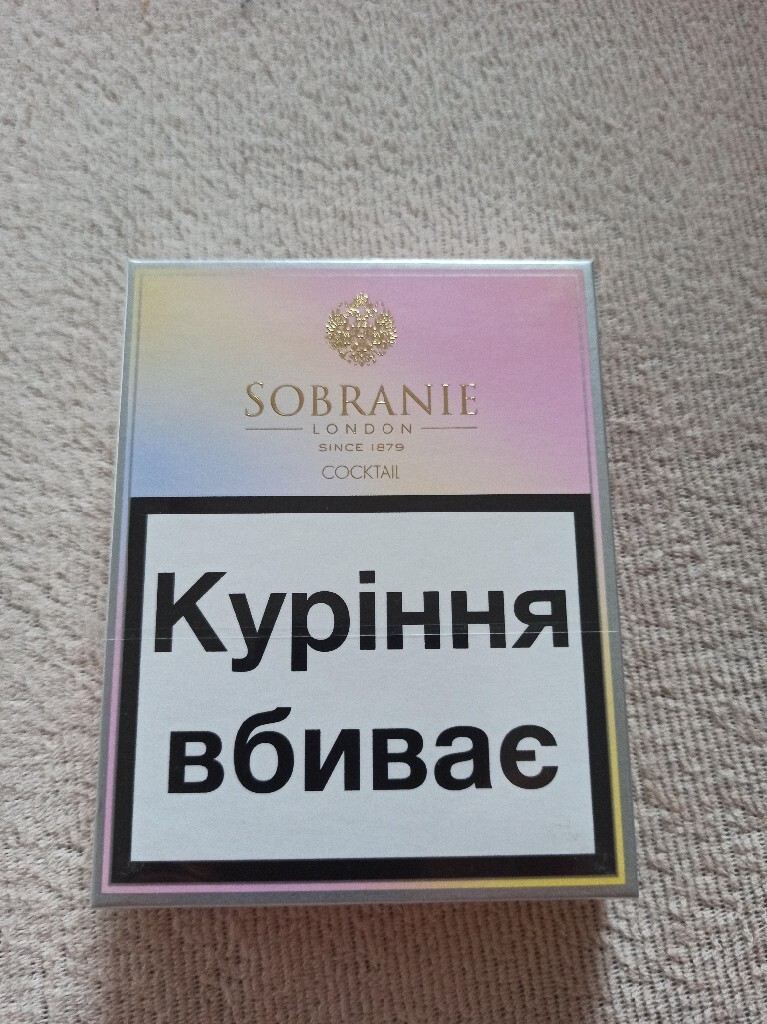 SOBRANIE
LONDON
SINCE 1879
COCKTAIL
Куріння
вбиває